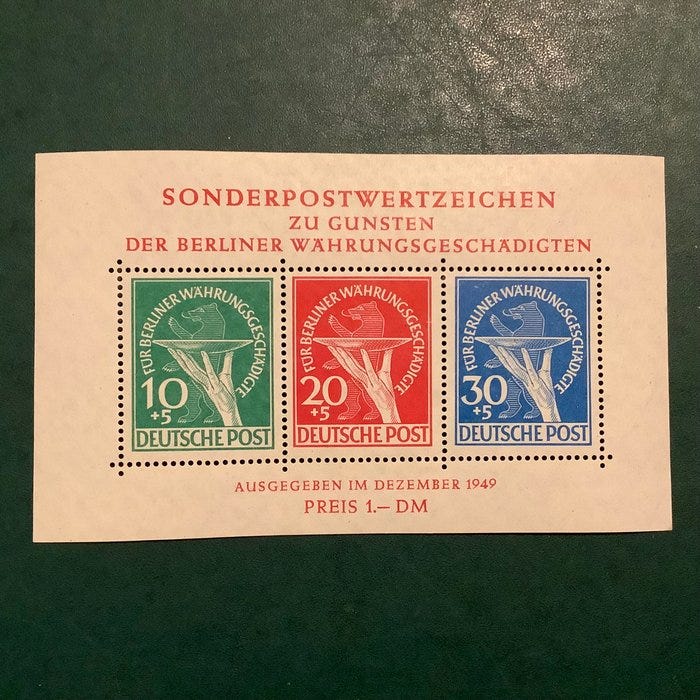 SONDERPOSTWERTZEICHEN
ZU GUNSTEN
DER BERLINER WÄHRUNGSGESCHÄDIGTEN
FÜR BERLINER WÄHRUNGSGESCHÄDIGTE
10
+5
DEUTSCHE POST
FÜR BERLINER WÄHRUNGSGESCHÄDIGTE
20
+5
DEUTSCHE POST
FÜR BERLINER WÄHRUNGSGESCHÄDIGTE
30
+5
DEUTSCHE POST
AUSGEGEBEN IM DEZEMBER 1949
PREIS 1.— DM